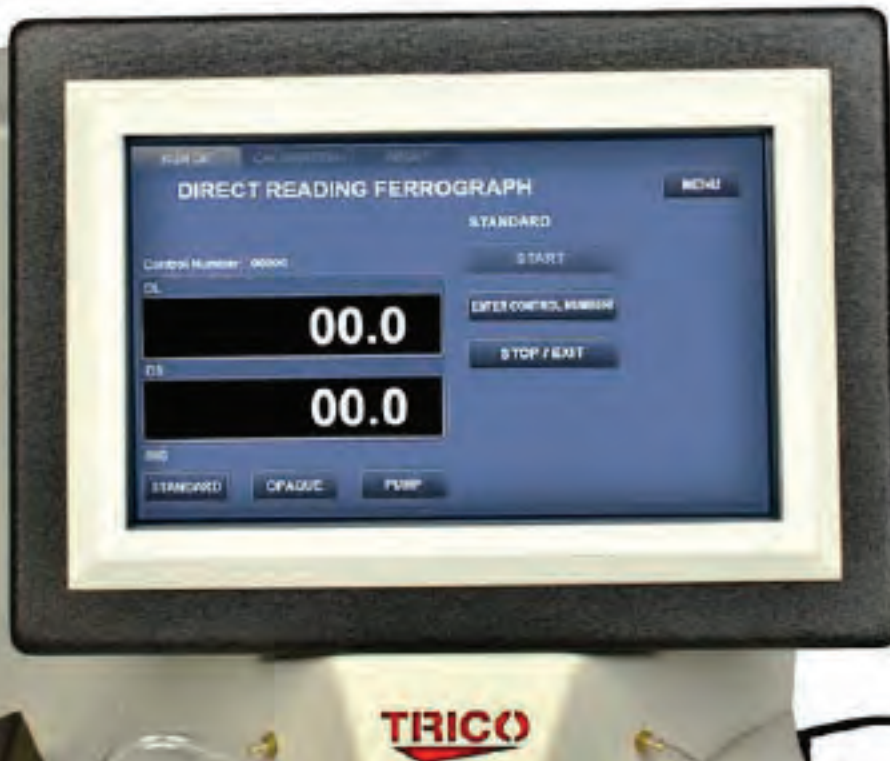 DIRECT READING FERROGRAPH
MENU
STANDARD
Control Number:
START
DL
00.0
ENTER CONTROL NUMBER
STOP / EXIT
DS
00.0
STANDARD
OPAQUE
PUMP
TRICO